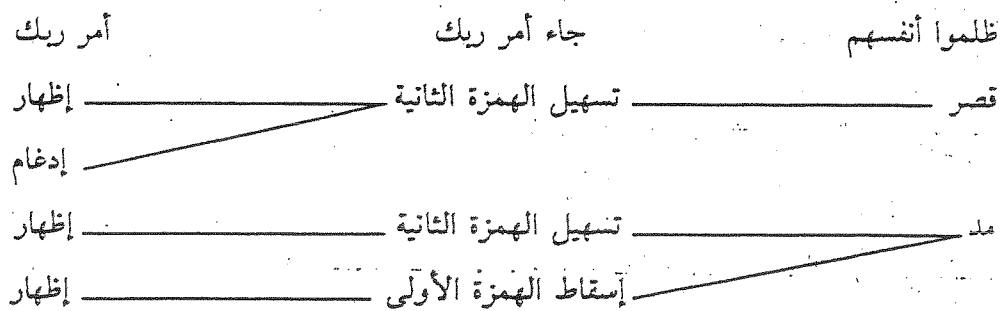 ظلموا أنفسهم جاء أمر ربك أمر ربك
قصر تسهيل الهمزة الثانية إظهار
إدغام
مد تسهيل الهمزة الثانية إظهار
إسقاط الهمزة الأولى إظهار